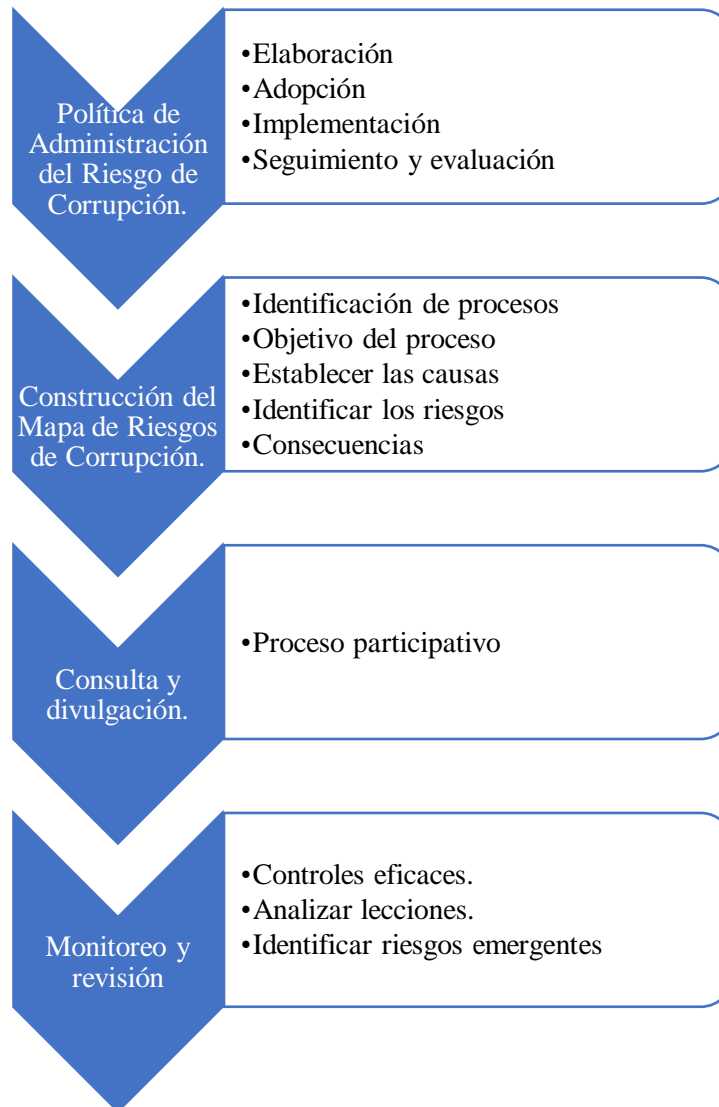 Política de
Administración
del Riesgo de
Corrupción.
•Elaboración
•Adopción
•Implementación
•Seguimiento y evaluación
Construcción del
Mapa de Riesgos
de Corrupción.
•Identificación de procesos
•Objetivo del proceso
•Establecer las causas
•Identificar los riesgos
•Consecuencias
Consulta y
divulgación.
•Proceso participativo
Monitoreo y
revisión
•Controles eficaces.
•Analizar lecciones.
•Identificar riesgos emergentes